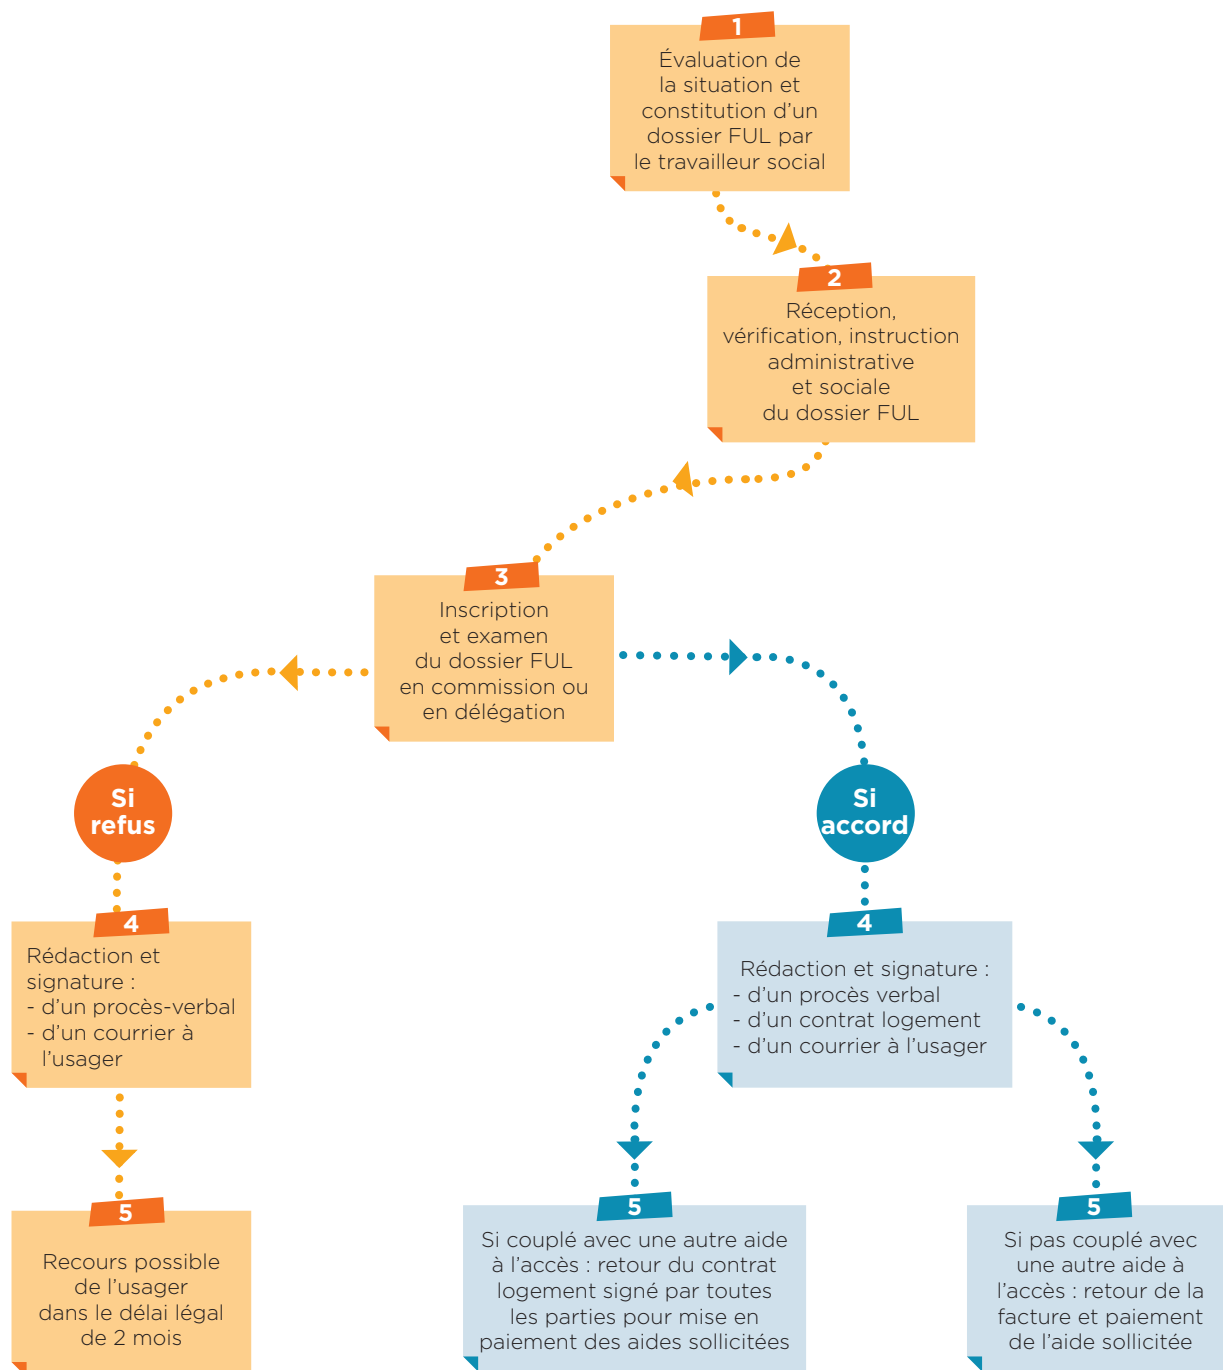 1
Évaluation de
la situation et
constitution d’un
dossier FUL par
le travailleur social
2
Réception,
vérification, instruction
administrative
et sociale
du dossier FUL
3
Inscription
et examen
du dossier FUL
en commission ou
en délégation
Si
refus
Si
accord
4
Rédaction et
signature :
- d’un procès-verbal
- d’un courrier à
l’usager
4
Rédaction et signature :
- d’un procès verbal
- d’un contrat logement
- d’un courrier à l’usager
5
Recours possible
de l’usager
dans le délai légal
de 2 mois
5
Si couplé avec une autre aide
à l’accès : retour du contrat
logement signé par toutes
les parties pour mise en
paiement des aides sollicitées
5
Si pas couplé avec
une autre aide à
l’accès : retour de la
facture et paiement
de l’aide sollicitée